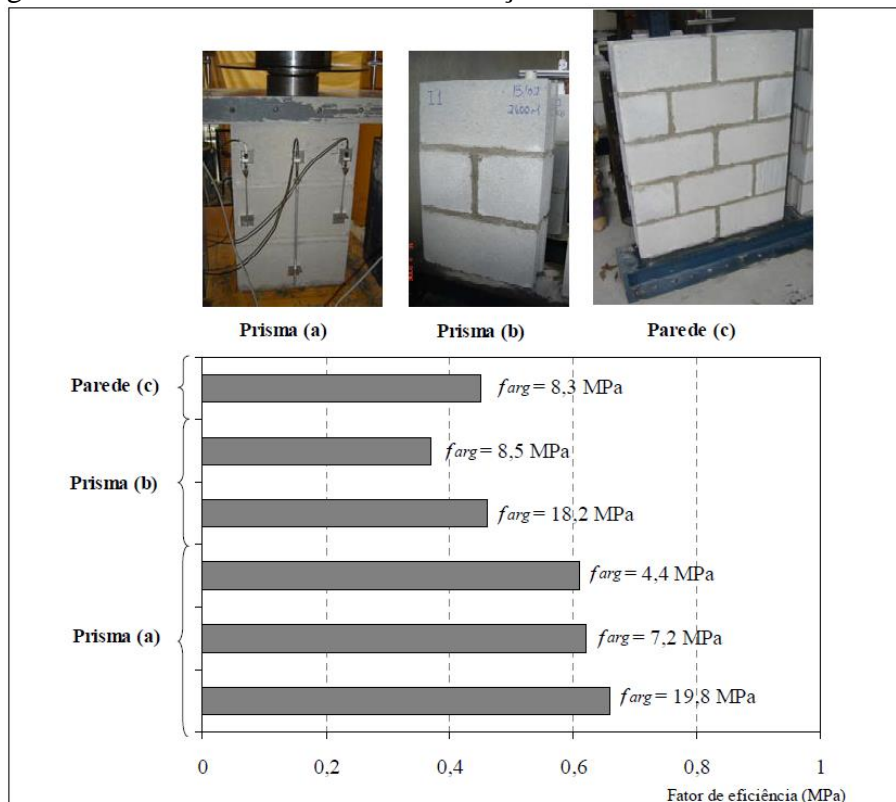 I1
Prisma (a)
Prisma (b)
Parede (c)
Parede (c)
farg = 8,3 MPa
Prisma (b)
farg = 8,5 MPa
farg = 18,2 MPa
Prisma (a)
farg = 4,4 MPa
farg = 7,2 MPa
farg = 19,8 MPa
0 0,2 0,4 0,6 0,8 1
Fator de eficiência (MPa)